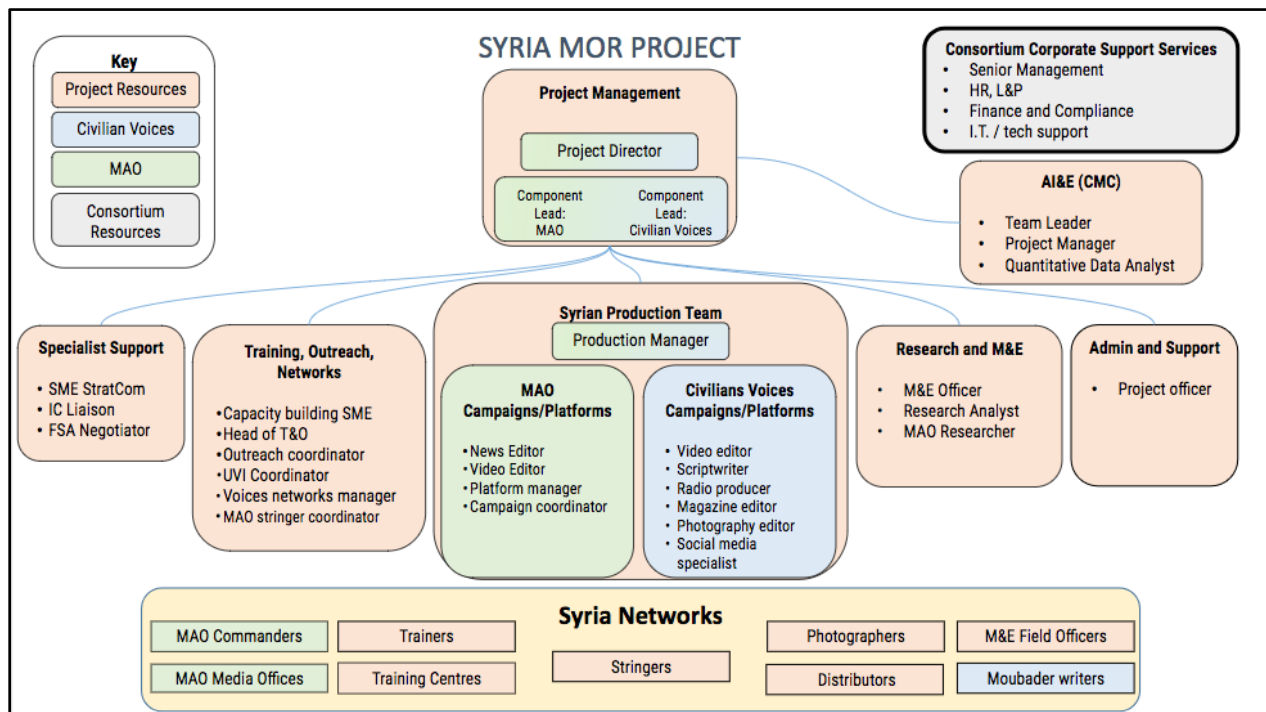 SYRIA MOR PROJECT
Key
Project Resources
Civilian Voices
MAO
Consortium
Resources
Project Management
Project Director
Component
Lead:
MAO
Component
Lead:
Civilian Voices
Consortium Corporate Support Services
• Senior Management
• HR, L&P
• Finance and Compliance
• I.T. / tech support
AI&E (CMC)
• Team Leader
• Project Manager
• Quantitative Data Analyst
Specialist Support
• SME StratCom
• IC Liaison
• FSA Negotiator
Training, Outreach,
Networks
• Capacity building SME
• Head of T&O
• Outreach coordinator
• UVI Coordinator
• Voices networks manager
• MAO stringer coordinator
Syrian Production Team
Production Manager
MAO
Campaigns/Platforms
• News Editor
• Video Editor
• Platform manager
• Campaign coordinator
Civilians Voices
Campaigns/Platforms
• Video editor
• Scriptwriter
• Radio producer
• Magazine editor
• Photography editor
• Social media
specialist
Research and M&E
• M&E Officer
• Research Analyst
• MAO Researcher
Admin and Support
• Project officer
Syria Networks
MAO Commanders
Trainers
Photographers
M&E Field Officers
Stringers
MAO Media Offices
Training Centres
Distributors
Moubader writers